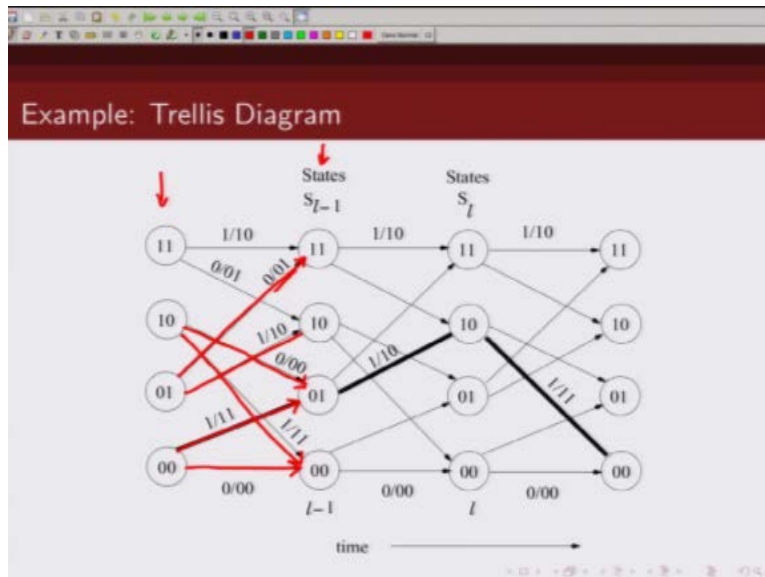 Example: Trellis Diagram
States States
S l-1 S l
11 1/10 11 1/10 11 1/10 11
0/01 0/01
10 10 10 10
1/10 0/00 1/10
01 01 01 1/11 01
1/11 1/11
00 00 00 00
0/00 0/00 0/00
l-1 l
time